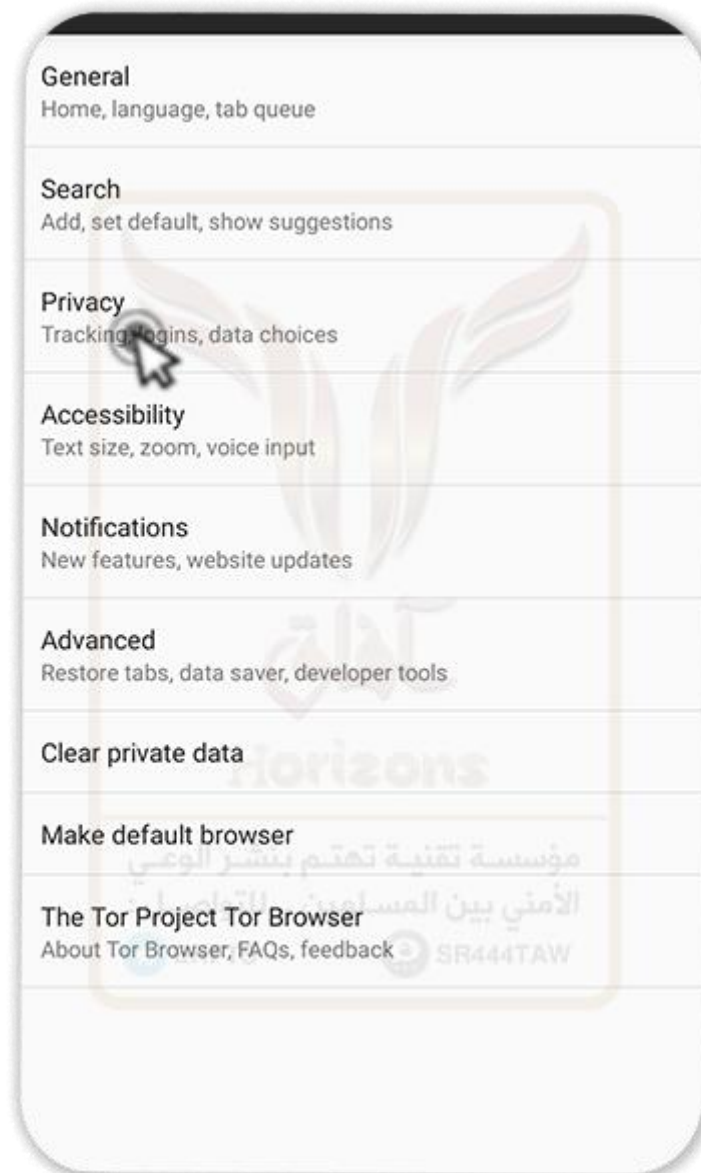 General
Home, language, tab queue
Search
Add, set default, show suggestions
Privacy
Tracking, logins, data choices
Accessibility
Text size, zoom, voice input
Notifications
New features, website updates
Advanced
Restore tabs, data saver, developer tools
آفاق
Clear private data
Horizons
Make default browser
مؤسسة تقنية تهتم بنشر الوعي
الأمني بين المسلمين .. للتواصل :
The Tor Project Tor Browser
About Tor Browser, FAQs, feedback
SR444TAW